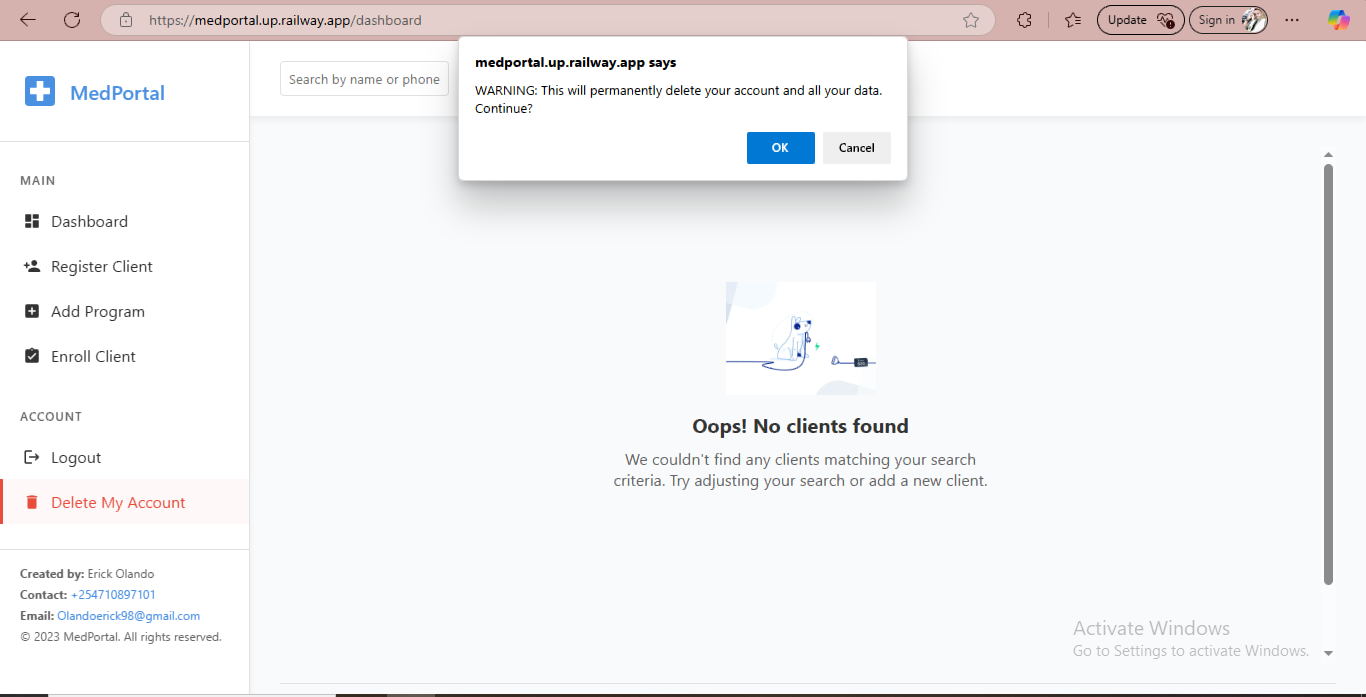 https://medportal.up.railway.app/dashboard
Update
Sign in
medportal.up.railway.app says
WARNING: This will permanently delete your account and all your data.
Continue?
OK
Cancel
MedPortal
Search by name or phone
MAIN
Dashboard
Register Client
Add Program
Enroll Client
ACCOUNT
Logout
Delete My Account
Created by: Erick Olando
Contact: +254710897101
Email: Olandoerick98@gmail.com
© 2023 MedPortal. All rights reserved.
Oops! No clients found
We couldn't find any clients matching your search
criteria. Try adjusting your search or add a new client.
Activate Windows
Go to Settings to activate Windows.